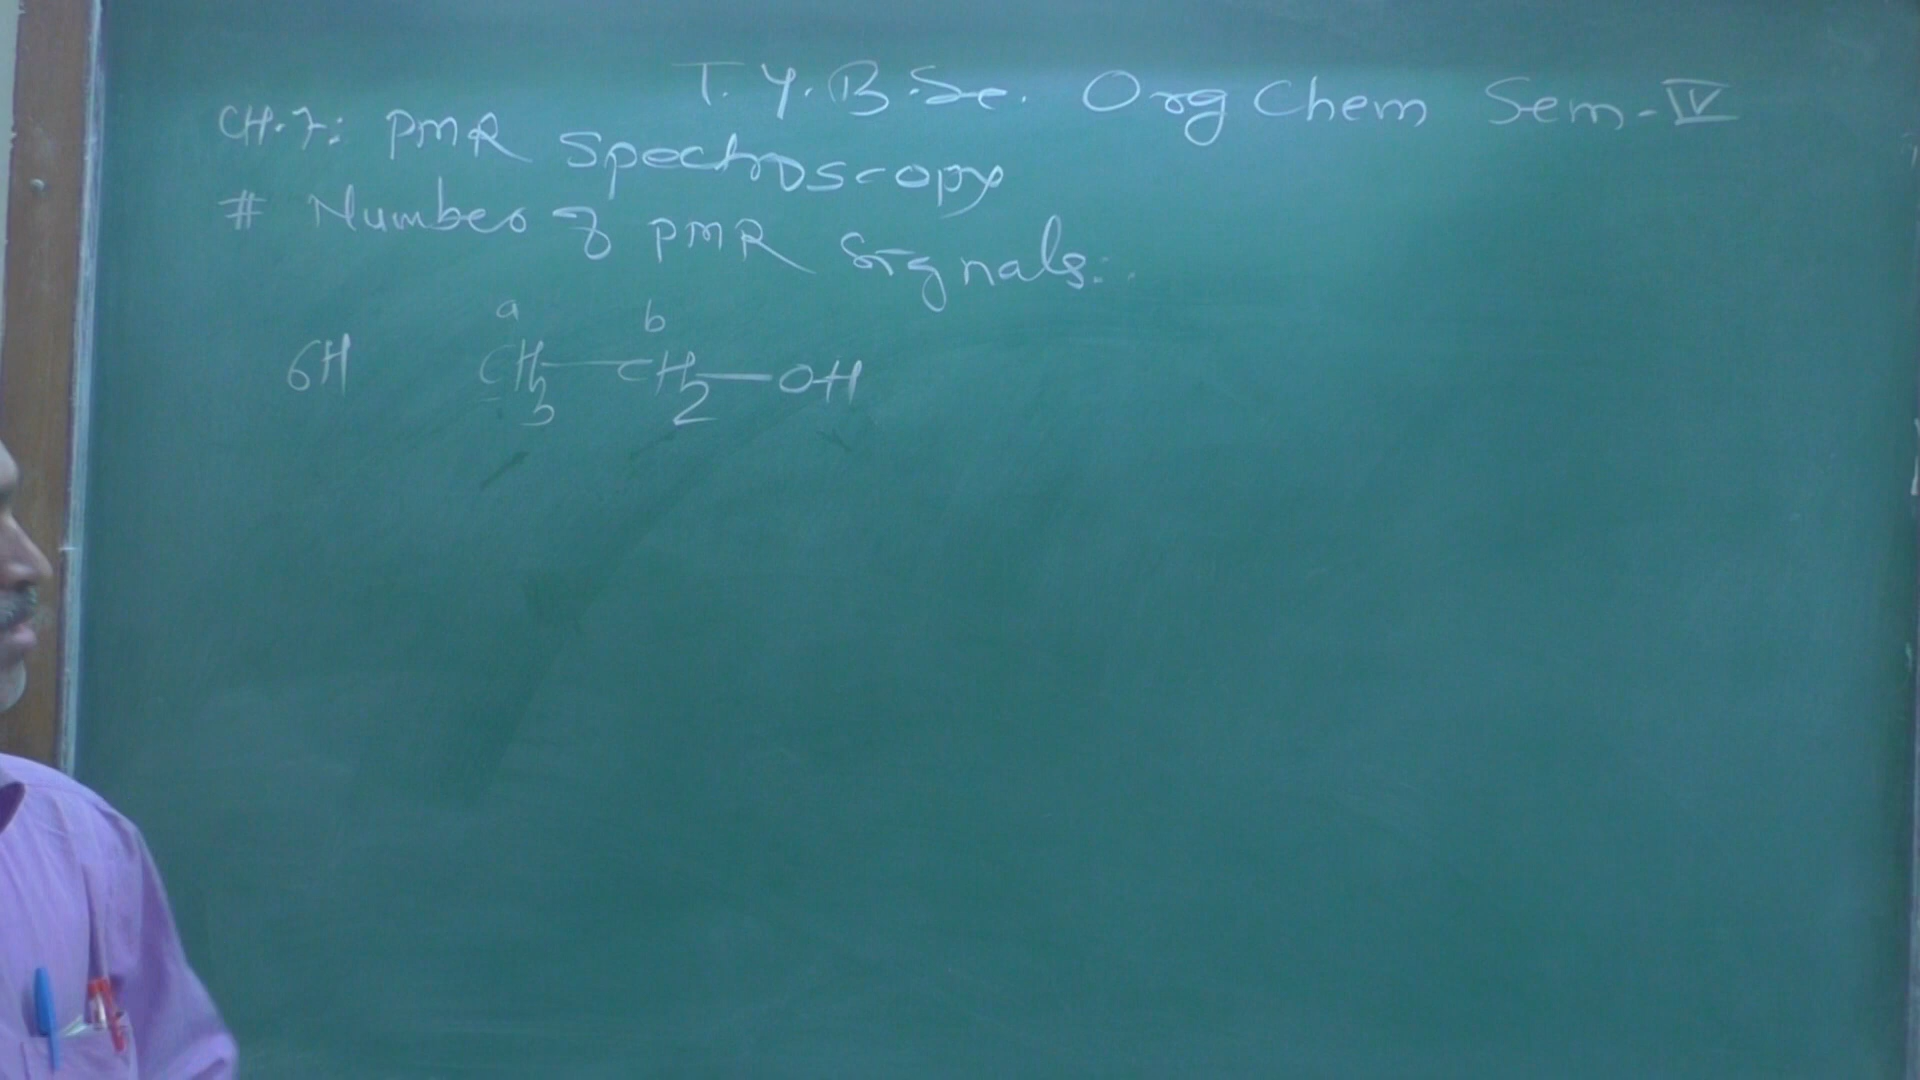 T.Y.B.Sc. Org Chem Sem-IV
CH.7: PMR Spectroscopy
# Number of PMR Signals:
a b
6H CH3—CH2—OH